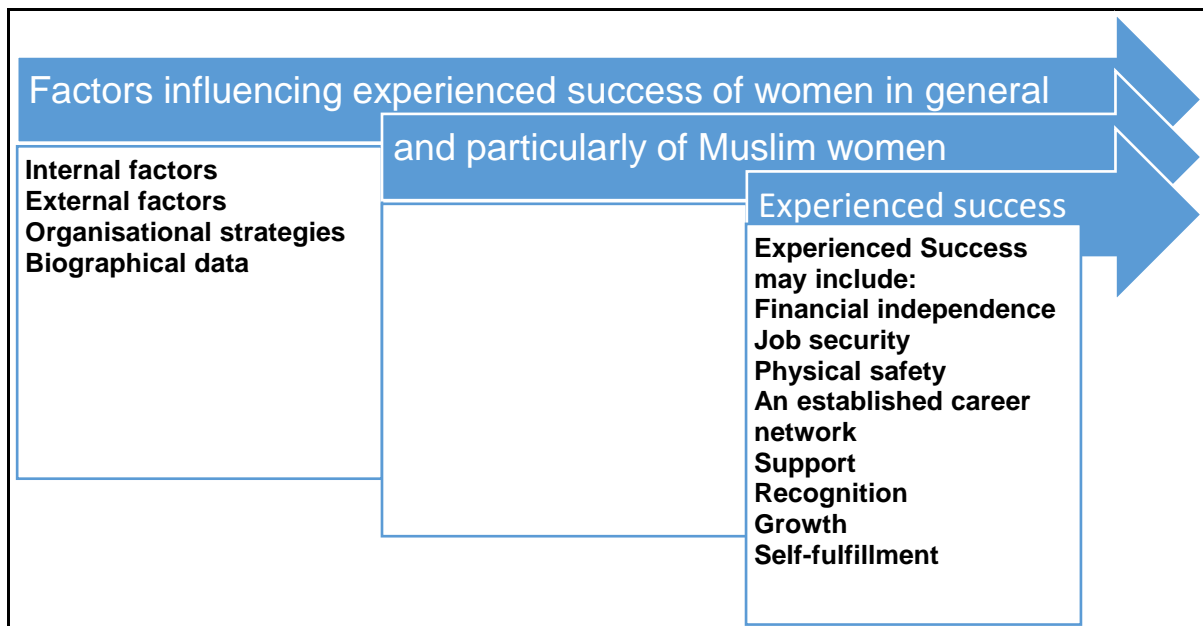 Factors influencing experienced success of women in general
and particularly of Muslim women
Experienced success
Internal factors
External factors
Organisational strategies
Biographical data
Experienced Success
may include:
Financial independence
Job security
Physical safety
An established career
network
Support
Recognition
Growth
Self-fulfillment